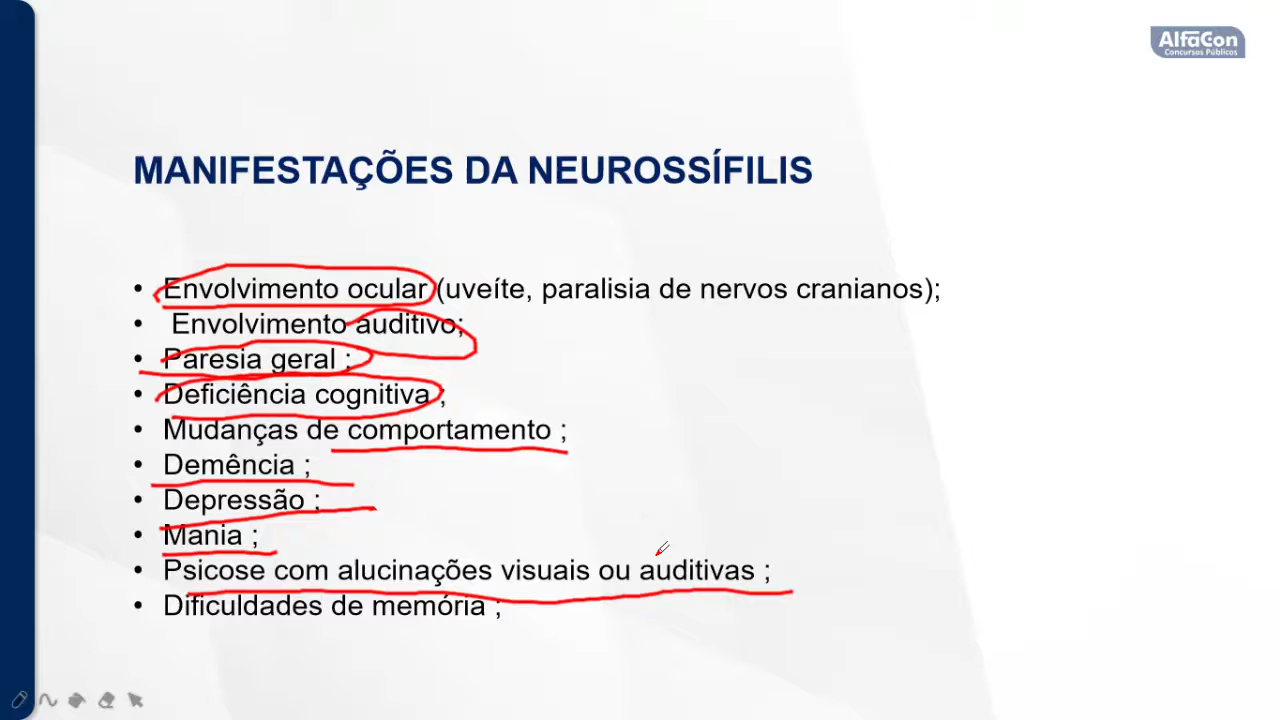 AlfaCon
Concursos Públicos
MANIFESTAÇÕES DA NEUROSSÍFILIS
• Envolvimento ocular (uveíte, paralisia de nervos cranianos);
• Envolvimento auditivo;
• Paresia geral ;
• Deficiência cognitiva ;
• Mudanças de comportamento ;
• Demência ;
• Depressão ;
• Mania ;
• Psicose com alucinações visuais ou auditivas ;
• Dificuldades de memória ;